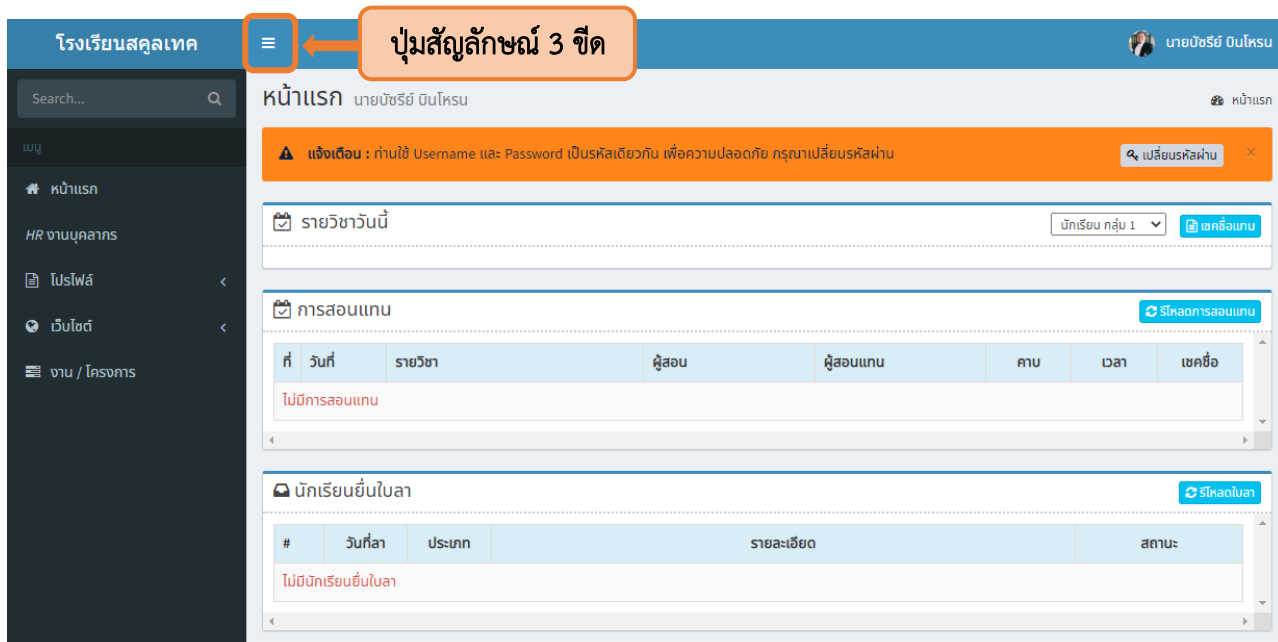 โรงเรียนสคูลเทค
ปุ่มสัญลักษณ์ 3 ขีด
นายบัซรีย์ บินโหรน
Search...
เมนู
หน้าแรก
HR งานบุคลากร
โปรไฟล์
เว็บไซต์
งาน / โครงการ
หน้าแรก นายบัซรีย์ บินโหรน
หน้าแรก
แจ้งเตือน : ท่านใช้ Username และ Password เป็นรหัสเดียวกัน เพื่อความปลอดภัย กรุณาเปลี่ยนรหัสผ่าน
เปลี่ยนรหัสผ่าน
×
รายวิชาวันนี้
นักเรียน กลุ่ม 1
เชคชื่อแทน
การสอนแทน
รีโหลดการสอนแทน
ที่ วันที่ รายวิชา ผู้สอน ผู้สอนแทน คาบ เวลา เชคชื่อ
ไม่มีการสอนแทน
นักเรียนยื่นใบลา
รีโหลดใบลา
# วันที่ลา ประเภท รายละเอียด สถานะ
ไม่มีนักเรียนยื่นใบลา